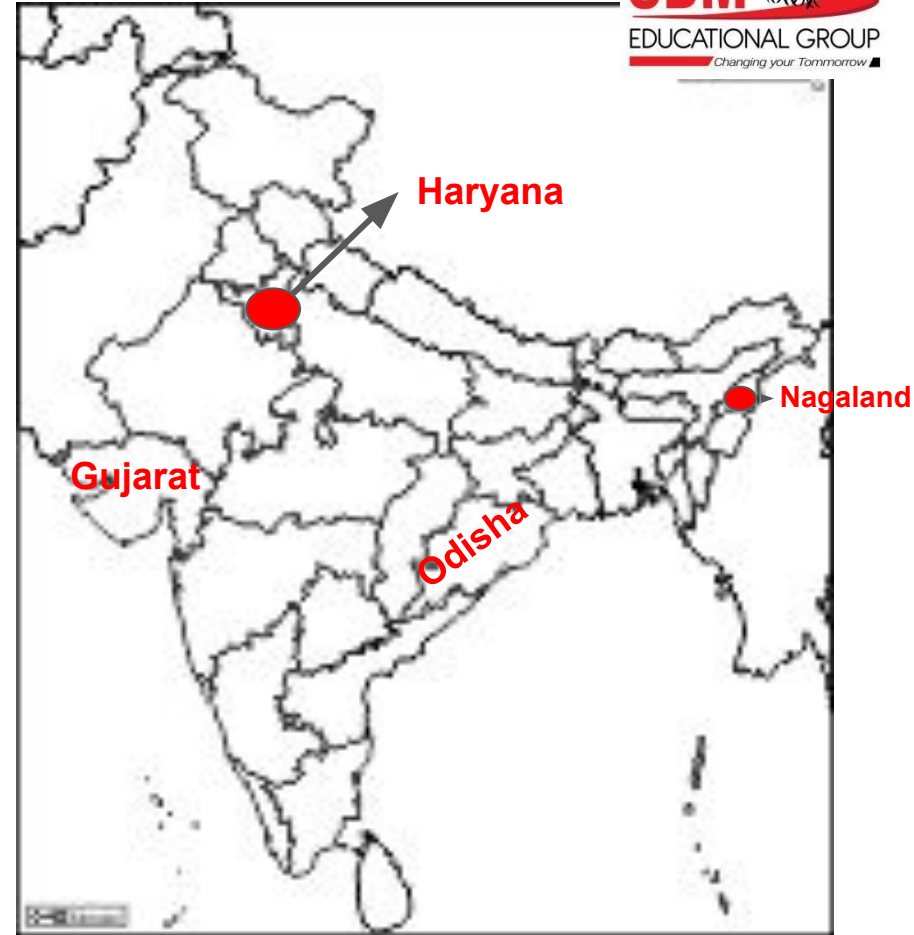 EDUCATIONAL GROUP
Changing your Tommorrow
Haryana
Nagaland
Gujarat
Odisha